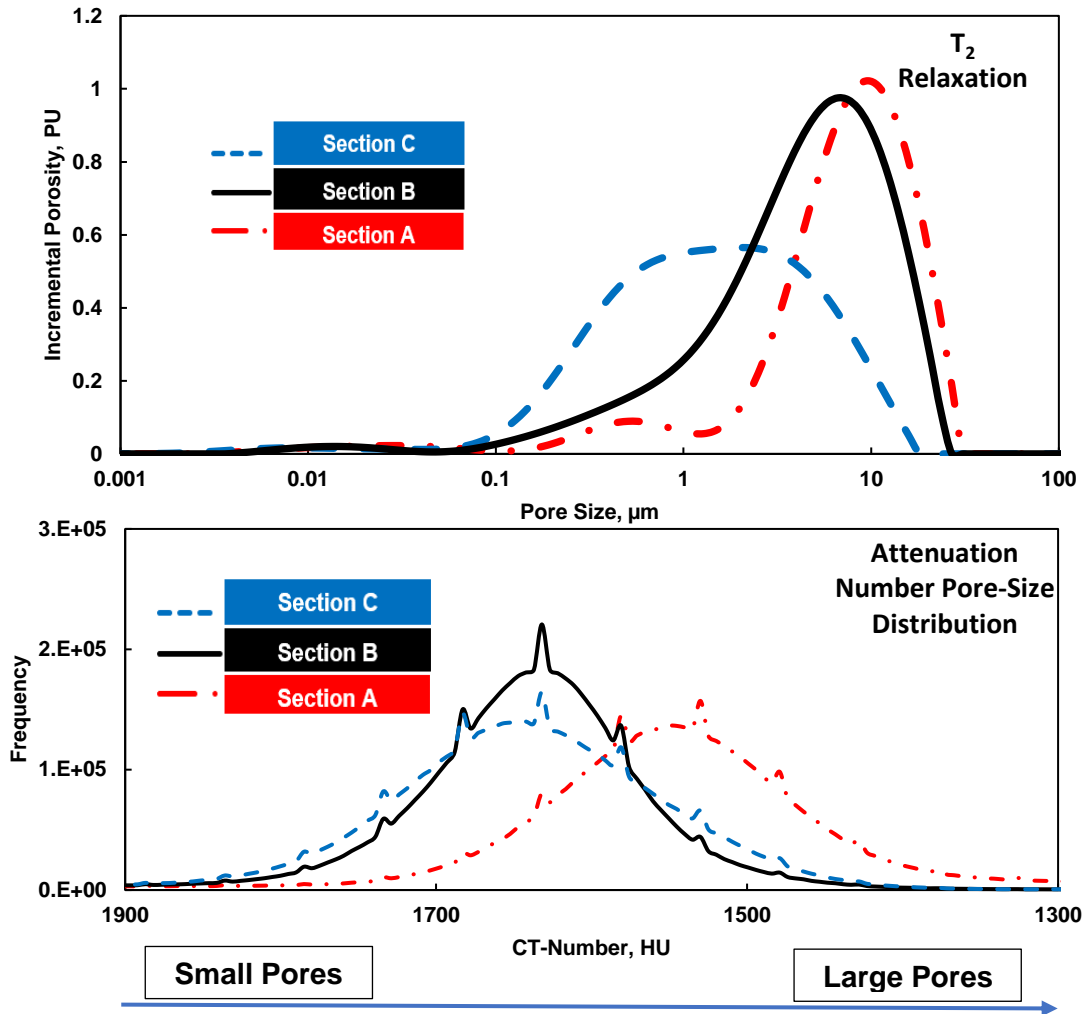 T2
Relaxation
Incremental Porosity, PU
1.2
1
0.8
0.6
0.4
0.2
0
Section C
Section B
Section A
0.001 0.01 0.1 1 10 100
Pore Size, µm
Attenuation
Number Pore-Size
Distribution
Frequency
3.E+05
2.E+05
1.E+05
0.E+00
Section C
Section B
Section A
1900 1700 1500 1300
CT-Number, HU
Small Pores Large Pores